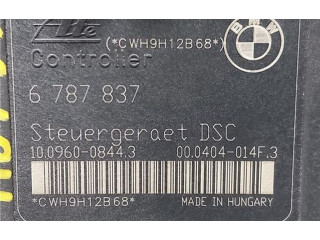 Ate (*CWH9H12B68*) BMW
Controller
6 787 837
Steuergeraet DSC
10.0960-0844.3 00.0404-014F.3
*CWH9H12B68* MADE IN HUNGARY